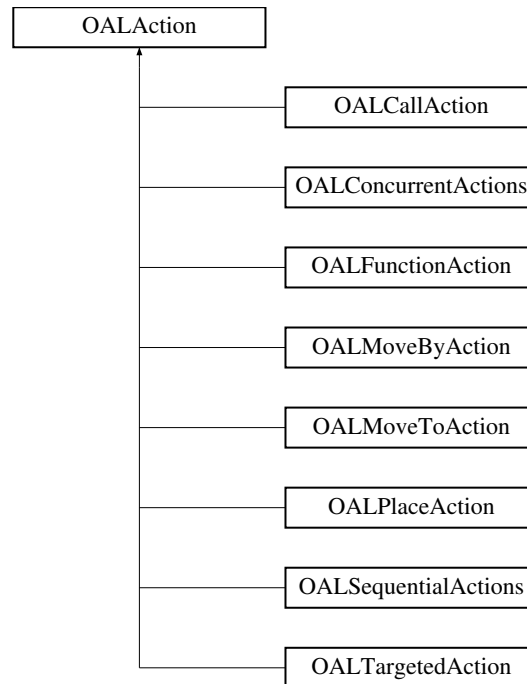 OALAction
OALCallAction
OALConcurrentActions
OALFunctionAction
OALMoveByAction
OALMoveToAction
OALPlaceAction
OALSequentialActions
OALTargetedAction